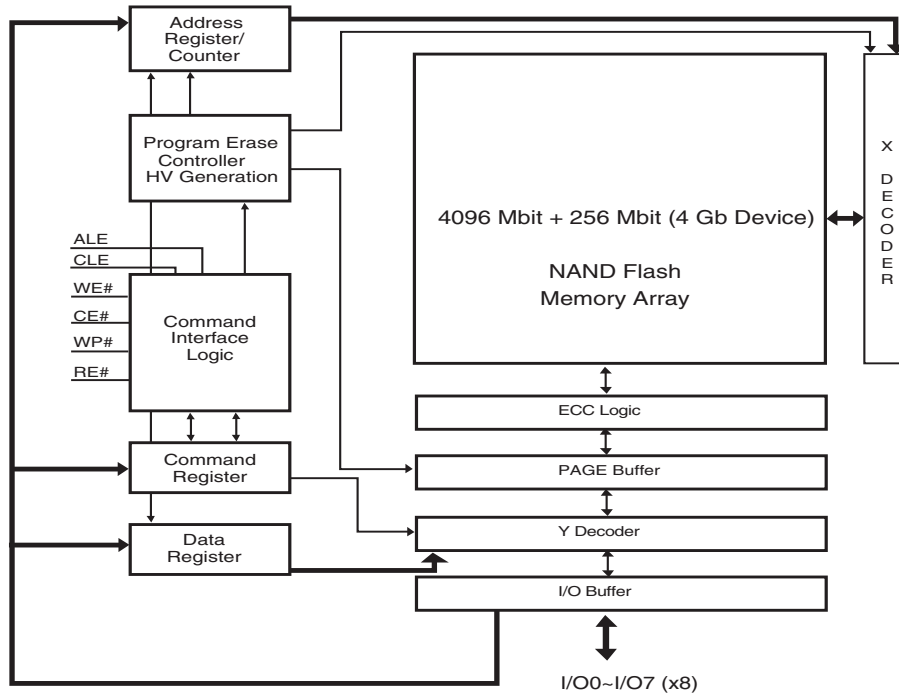 Address
Register/
Counter
Program Erase
Controller
HV Generation
ALE
CLE
WE#
CE#
WP#
RE#
Command
Interface
Logic
Command
Register
Data
Register
4096 Mbit + 256 Mbit (4 Gb Device)
NAND Flash
Memory Array
X
D
E
C
O
D
E
R
ECC Logic
PAGE Buffer
Y Decoder
I/O Buffer
I/O0~I/O7 (x8)